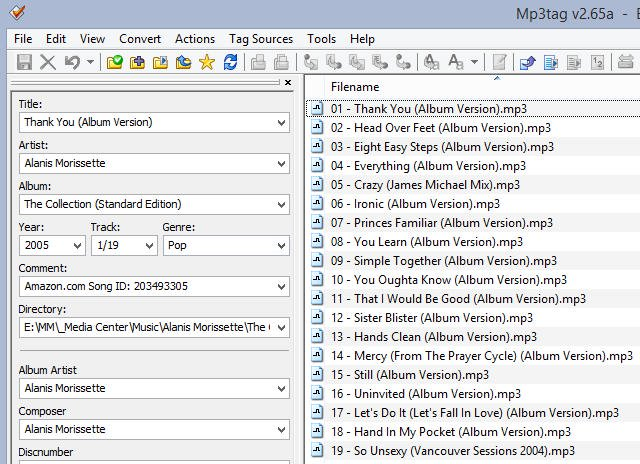 Mp3tag v2.65a -
File Edit View Convert Actions Tag Sources Tools Help
Title:
Thank You (Album Version)
Artist:
Alanis Morissette
Album:
The Collection (Standard Edition)
Year: Track: Genre:
2005 1/19 Pop
Comment:
Amazon.com Song ID: 203493305
Directory:
E:\MM\_Media Center\Music\Alanis Morissette\The
Album Artist
Alanis Morissette
Composer
Alanis Morissette
Discnumber
Filename
01 - Thank You (Album Version).mp3
02 - Head Over Feet (Album Version).mp3
03 - Eight Easy Steps (Album Version).mp3
04 - Everything (Album Version).mp3
05 - Crazy (James Michael Mix).mp3
06 - Ironic (Album Version).mp3
07 - Princes Familiar (Album Version).mp3
08 - You Learn (Album Version).mp3
09 - Simple Together (Album Version).mp3
10 - You Oughta Know (Album Version).mp3
11 - That I Would Be Good (Album Version).mp3
12 - Sister Blister (Album Version).mp3
13 - Hands Clean (Album Version).mp3
14 - Mercy (From The Prayer Cycle) (Album Version).mp3
15 - Still (Album Version).mp3
16 - Uninvited (Album Version).mp3
17 - Let's Do It (Let's Fall In Love) (Album Version).mp3
18 - Hand In My Pocket (Album Version).mp3
19 - So Unsexy (Vancouver Sessions 2004).mp3